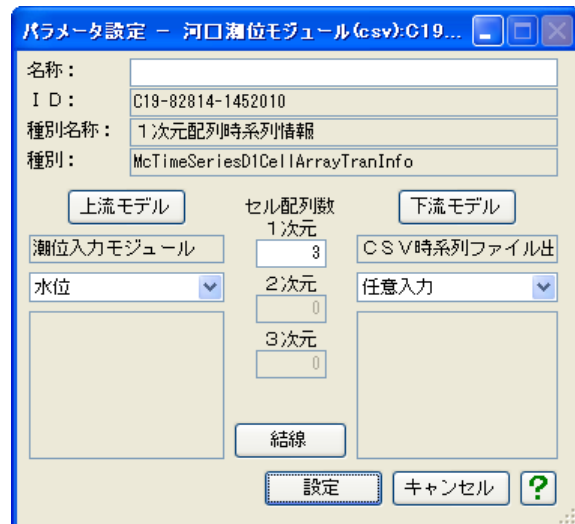 パラメータ設定 － 河口潮位モジュール(csv):C19...
名称：
ＩＤ： C19-82814-1452010
種別名称： １次元配列時系列情報
種別： McTimeSeriesD1CellArrayTranInfo
上流モデル セル配列数 下流モデル
１次元
潮位入力モジュール 3 ＣＳＶ時系列ファイル出
水位 ２次元 任意入力
0
３次元
0
結線
設定 キャンセル ?